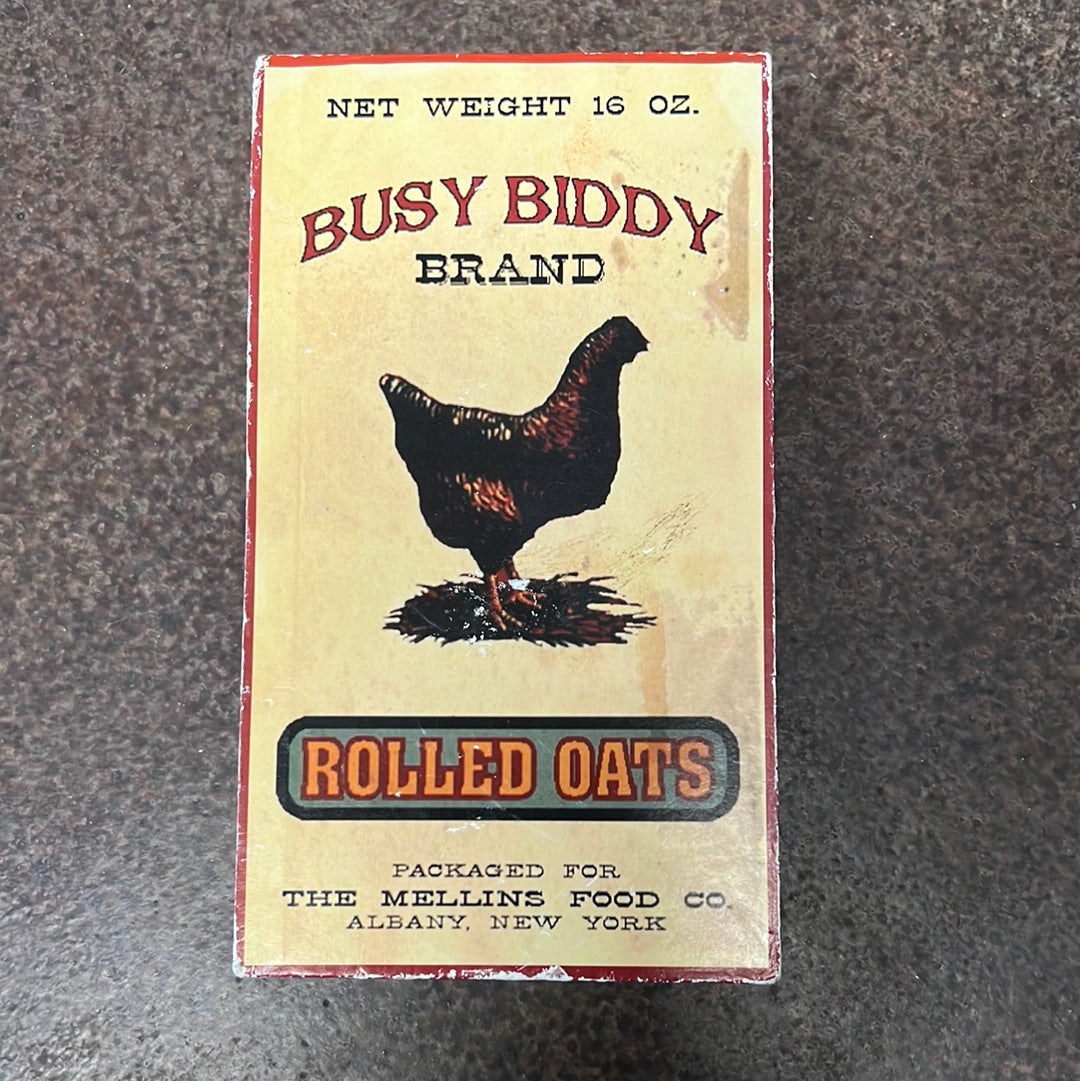 NET WEIGHT 16 OZ.
BUSY BIDDY
BRAND
ROLLED OATS
PACKAGED FOR
THE MELLINS FOOD CO.
ALBANY, NEW YORK